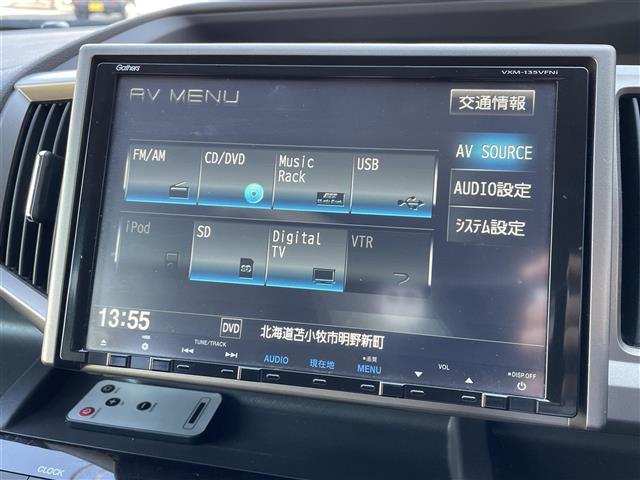 Gathers
VXM-135VFNi
AV MENU
交通情報
FM/AM
CD/DVD
Music Rack
USB
AV SOURCE
AUDIO設定
iPod
SD
Digital TV
VTR
システム設定
SD
13:55
DVD
北海道苫小牧市明野新町
TUNE/TRACK
AUDIO
現在地
●画質
MENU
VOL
DISP.OFF
CLOCK